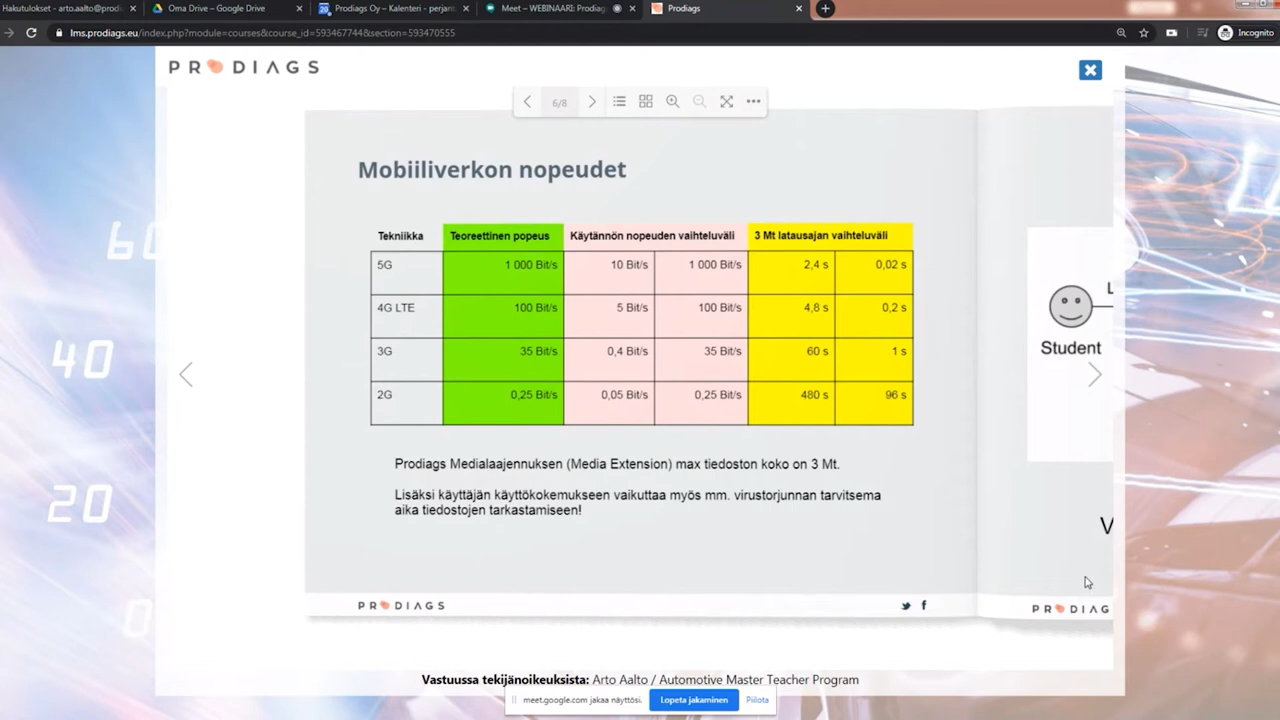 Hakutulokset - arto.aalto@prodi
Oma Drive – Google Drive
Prodiags Oy – Kalenteri - perjant
Meet – WEBINAARI: Prodiags
Prodiags
lms.prodiags.eu/index.php?module=courses&course_id=593467744&section=593470555
Incognito
PRODIAGS
6/8
Mobiiliverkon nopeudet
Tekniikka Teoreettinen popeus Käytännön nopeuden vaihteluväli 3 Mt latausajan vaihteluväli
5G 1 000 Bit/s 10 Bit/s 1 000 Bit/s 2,4 s 0,02 s
4G LTE 100 Bit/s 5 Bit/s 100 Bit/s 4,8 s 0,2 s
3G 35 Bit/s 0,4 Bit/s 35 Bit/s 60 s 1 s
2G 0,25 Bit/s 0,05 Bit/s 0,25 Bit/s 480 s 96 s
Prodiags Medialaajennuksen (Media Extension) max tiedoston koko on 3 Mt.
Lisäksi käyttäjän käyttökokemukseen vaikuttaa myös mm. virustorjunnan tarvitsema
aika tiedostojen tarkastamiseen!
PRODIAGS
L
Student
V
PRODIAG
60
40
20
0
Vastuussa tekijänoikeuksista: Arto Aalto / Automotive Master Teacher Program
meet.google.com jakaa näyttösi.
Lopeta jakaminen
Piilota